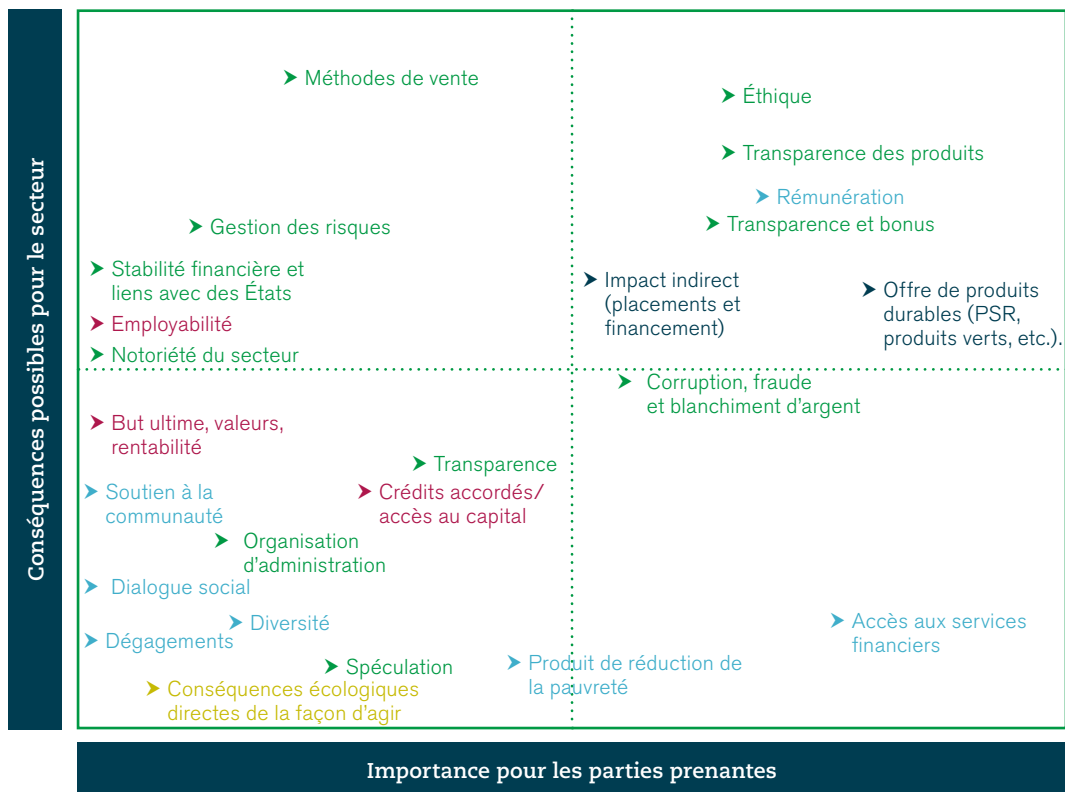 Conséquences possibles pour le secteur
Méthodes de vente
Éthique
Transparence des produits
Rémunération
Gestion des risques
Transparence et bonus
Stabilité financière et
liens avec des États
Impact indirect
(placements et
financement)
Offre de produits
durables (PSR,
produits verts, etc.).
Employabilité
Notoriété du secteur
Corruption, fraude
et blanchiment d'argent
But ultime, valeurs,
rentabilité
Transparence
Soutien à la
communauté
Crédits accordés/
accès au capital
Organisation
d'administration
Dialogue social
Diversité
Dégagements
Accès aux services
financiers
Spéculation
Produit de réduction de
la pauvreté
Conséquences écologiques
directes de la façon d'agir
Importance pour les parties prenantes